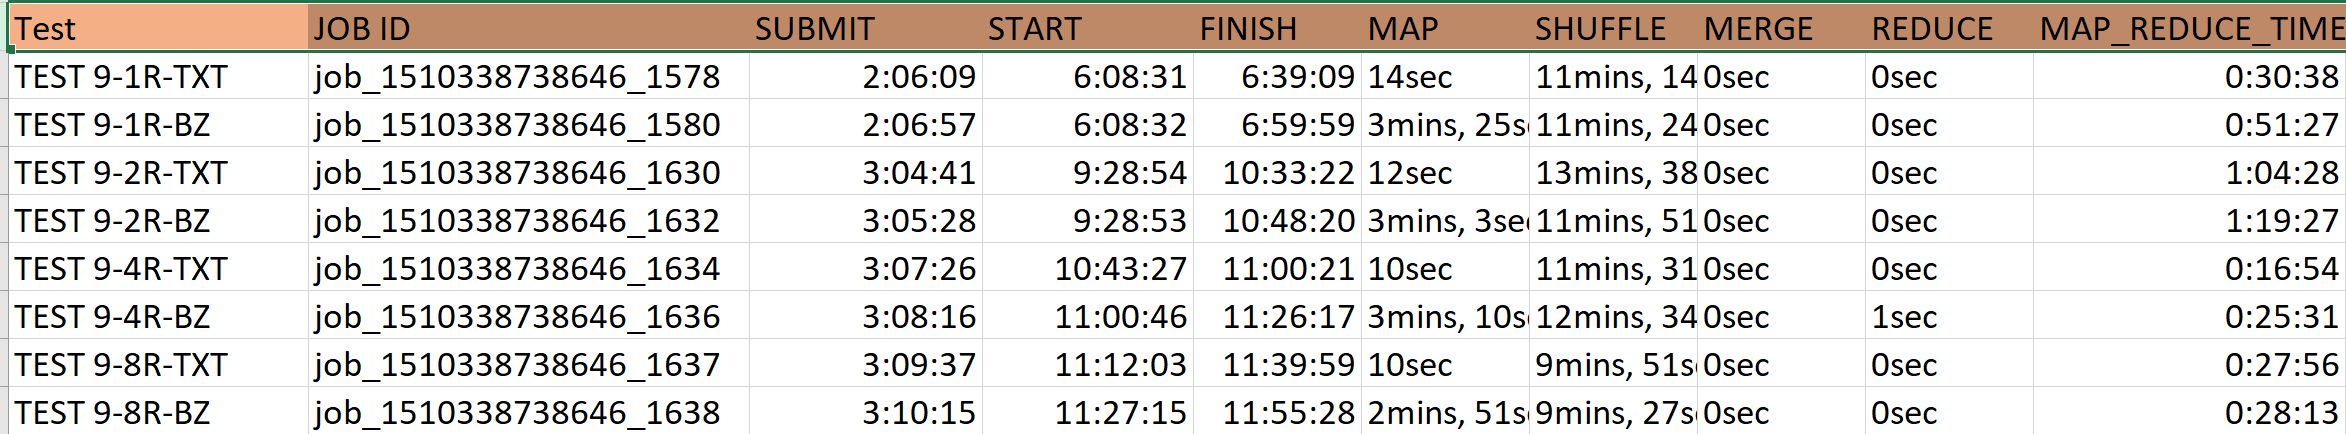 Test JOB ID SUBMIT START FINISH MAP SHUFFLE MERGE REDUCE MAP_REDUCE_TIME
TEST 9-1R-TXT job_1510338738646_1578 2:06:09 6:08:31 6:39:09 14sec 11mins, 14 0sec 0sec 0:30:38
TEST 9-1R-BZ job_1510338738646_1580 2:06:57 6:08:32 6:59:59 3mins, 25s 11mins, 24 0sec 0sec 0:51:27
TEST 9-2R-TXT job_1510338738646_1630 3:04:41 9:28:54 10:33:22 12sec 13mins, 38 0sec 0sec 1:04:28
TEST 9-2R-BZ job_1510338738646_1632 3:05:28 9:28:53 10:48:20 3mins, 3sec 11mins, 51 0sec 0sec 1:19:27
TEST 9-4R-TXT job_1510338738646_1634 3:07:26 10:43:27 11:00:21 10sec 11mins, 31 0sec 0sec 0:16:54
TEST 9-4R-BZ job_1510338738646_1636 3:08:16 11:00:46 11:26:17 3mins, 10s 12mins, 34 0sec 1sec 0:25:31
TEST 9-8R-TXT job_1510338738646_1637 3:09:37 11:12:03 11:39:59 10sec 9mins, 51s 0sec 0sec 0:27:56
TEST 9-8R-BZ job_1510338738646_1638 3:10:15 11:27:15 11:55:28 2mins, 51s 9mins, 27s 0sec 0sec 0:28:13